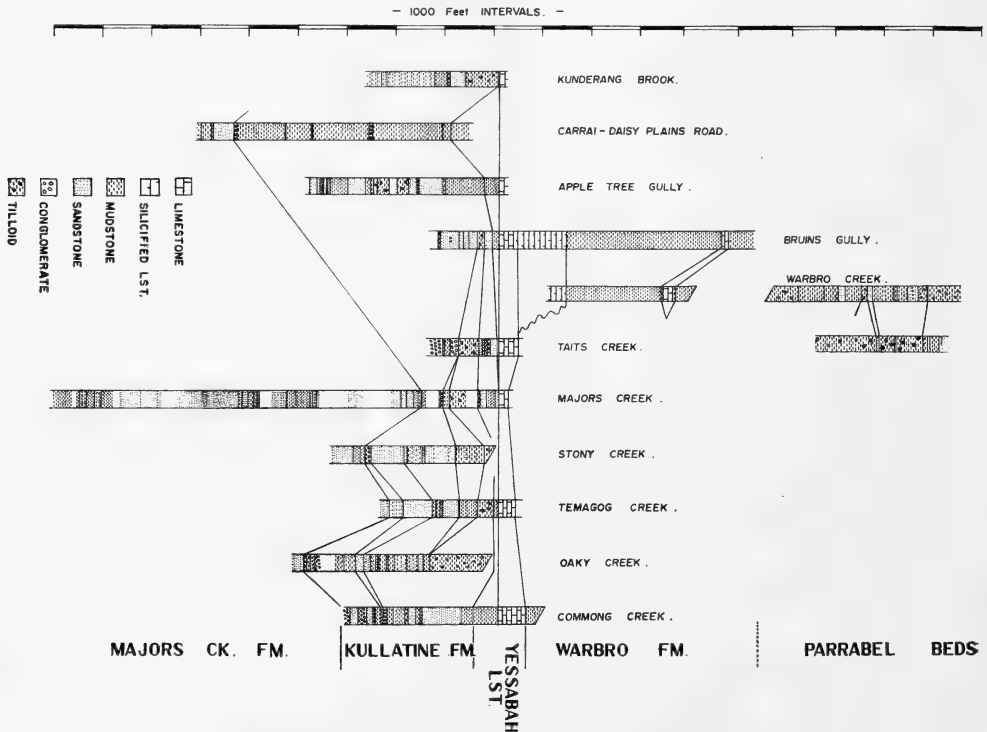 — 1000 Feet INTERVALS. —
KUNDERANG BROOK.
CARRAI-DAISY PLAINS ROAD.
APPLE TREE GULLY.
BRUINS GULLY.
WARBRO CREEK.
TAITS CREEK.
MAJORS CREEK.
STONY CREEK.
TEMAGOG CREEK.
OAKY CREEK.
COMMONG CREEK.
LIMESTONE
SILICIFIED LST.
MUDSTONE
SANDSTONE
CONGLOMERATE
TILLOID
MAJORS CK. FM.
KULLATINE FM
YESSABAH LST.
WARBRO FM.
PARRABEL BEDS